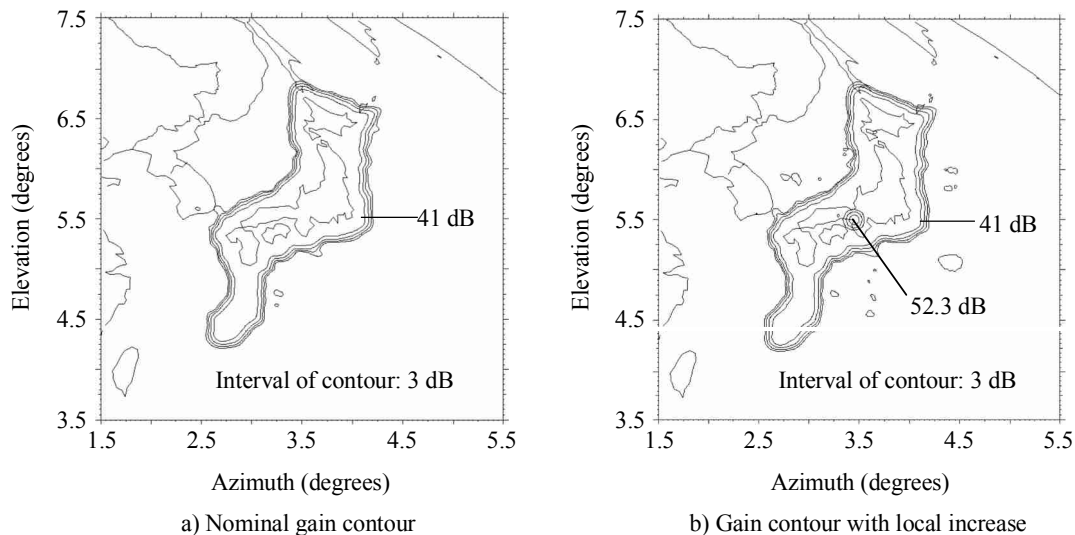 7.5
6.5
5.5
4.5
3.5
Elevation (degrees)
41 dB
Interval of contour: 3 dB
1.5 2.5 3.5 4.5 5.5
Azimuth (degrees)
a) Nominal gain contour
7.5
6.5
5.5
4.5
3.5
Elevation (degrees)
41 dB
52.3 dB
Interval of contour: 3 dB
1.5 2.5 3.5 4.5 5.5
Azimuth (degrees)
b) Gain contour with local increase